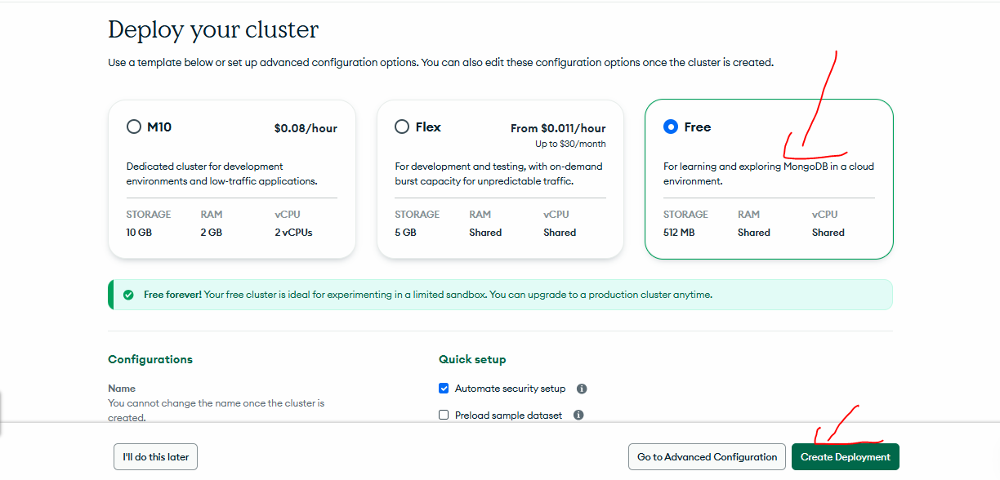 Deploy your cluster
Use a template below or set up advanced configuration options. You can also edit these configuration options once the cluster is created.
M10
$0.08/hour
Dedicated cluster for development
environments and low-traffic applications.
STORAGE RAM vCPU
10 GB 2 GB 2 vCPUs
Flex
From $0.011/hour
Up to $30/month
For development and testing, with on-demand
burst capacity for unpredictable traffic.
STORAGE RAM vCPU
5 GB Shared Shared
Free
For learning and exploring MongoDB in a cloud
environment.
STORAGE RAM vCPU
512 MB Shared Shared
Free forever! Your free cluster is ideal for experimenting in a limited sandbox. You can upgrade to a production cluster anytime.
Configurations
Name
You cannot change the name once the cluster is
created.
Quick setup
Automate security setup
Preload sample dataset
I'll do this later
Go to Advanced Configuration
Create Deployment